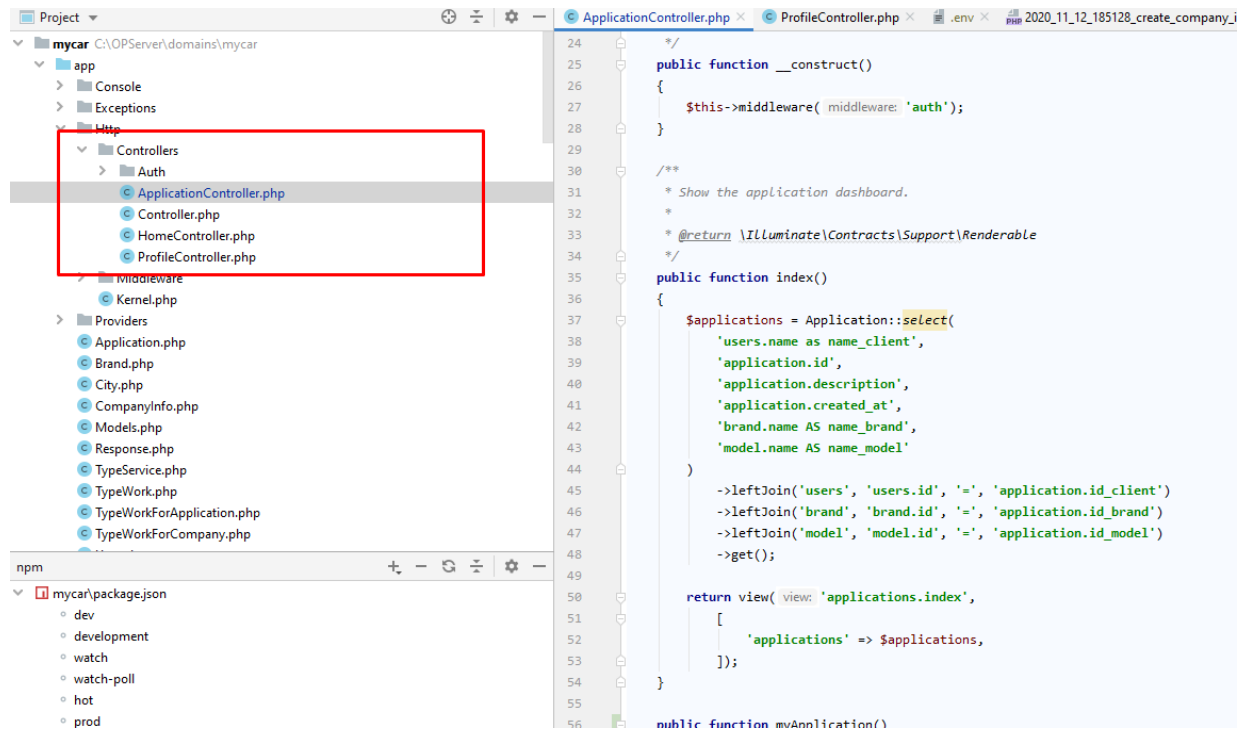 Project
mycar C:\OPServer\domains\mycar
app
Console
Exceptions
Http
Controllers
Auth
ApplicationController.php
Controller.php
HomeController.php
ProfileController.php
Middleware
Kernel.php
Providers
Application.php
Brand.php
City.php
CompanyInfo.php
Models.php
Response.php
TypeService.php
TypeWork.php
TypeWorkForApplication.php
TypeWorkForCompany.php
npm
mycar\package.json
dev
development
watch
watch-poll
hot
prod
ApplicationController.php ProfileController.php .env PHP 2020_11_12_185128_create_company_i
24 */
25 public function __construct()
26 {
27 $this->middleware( middleware: 'auth');
28 }
29
30 /**
31 * Show the application dashboard.
32 *
33 * @return \Illuminate\Contracts\Support\Renderable
34 */
35 public function index()
36 {
37 $applications = Application::select(
38 'users.name as name_client',
39 'application.id',
40 'application.description',
41 'application.created_at',
42 'brand.name AS name_brand',
43 'model.name AS name_model'
44 )
45 ->leftJoin('users', 'users.id', '=', 'application.id_client')
46 ->leftJoin('brand', 'brand.id', '=', 'application.id_brand')
47 ->leftJoin('model', 'model.id', '=', 'application.id_model')
48 ->get();
49
50 return view( view: 'applications.index',
51 [
52 'applications' => $applications,
53 ]);
54 }
55
56 public function myApplication()